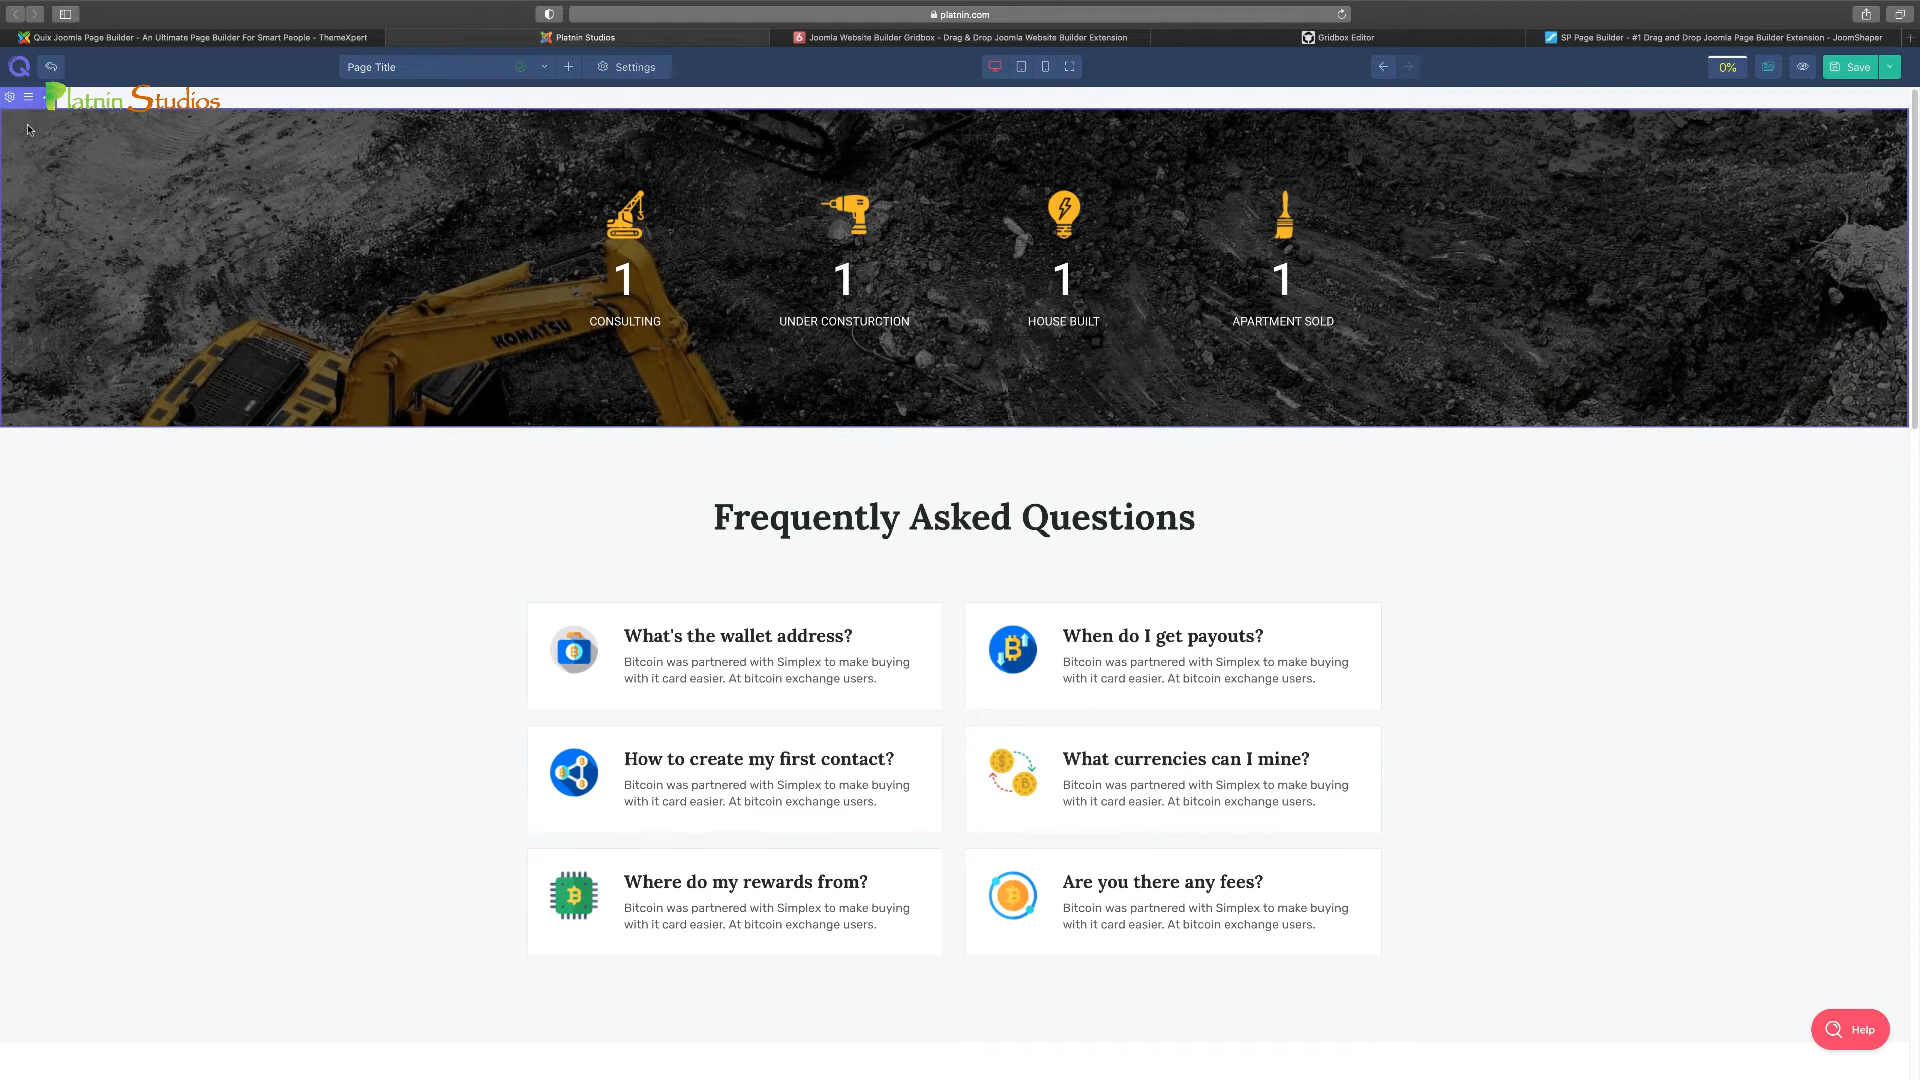 platnin.com
Quix Joomla Page Builder - An Ultimate Page Builder For Smart People - ThemeXpert
Platnin Studios
Joomla Website Builder Gridbox - Drag & Drop Joomla Website Builder Extension
Gridbox Editor
SP Page Builder - #1 Drag and Drop Joomla Page Builder Extension - JoomShaper
Page Title
Settings
0%
Save
Platnin Studios
KOMATSU
1
1
1
1
CONSULTING
UNDER CONSTURCTION
HOUSE BUILT
APARTMENT SOLD
Frequently Asked Questions
What's the wallet address?
Bitcoin was partnered with Simplex to make buying
with it card easier. At bitcoin exchange users.
When do I get payouts?
Bitcoin was partnered with Simplex to make buying
with it card easier. At bitcoin exchange users.
How to create my first contact?
Bitcoin was partnered with Simplex to make buying
with it card easier. At bitcoin exchange users.
What currencies can I mine?
Bitcoin was partnered with Simplex to make buying
with it card easier. At bitcoin exchange users.
Where do my rewards from?
Bitcoin was partnered with Simplex to make buying
with it card easier. At bitcoin exchange users.
Are you there any fees?
Bitcoin was partnered with Simplex to make buying
with it card easier. At bitcoin exchange users.
Help